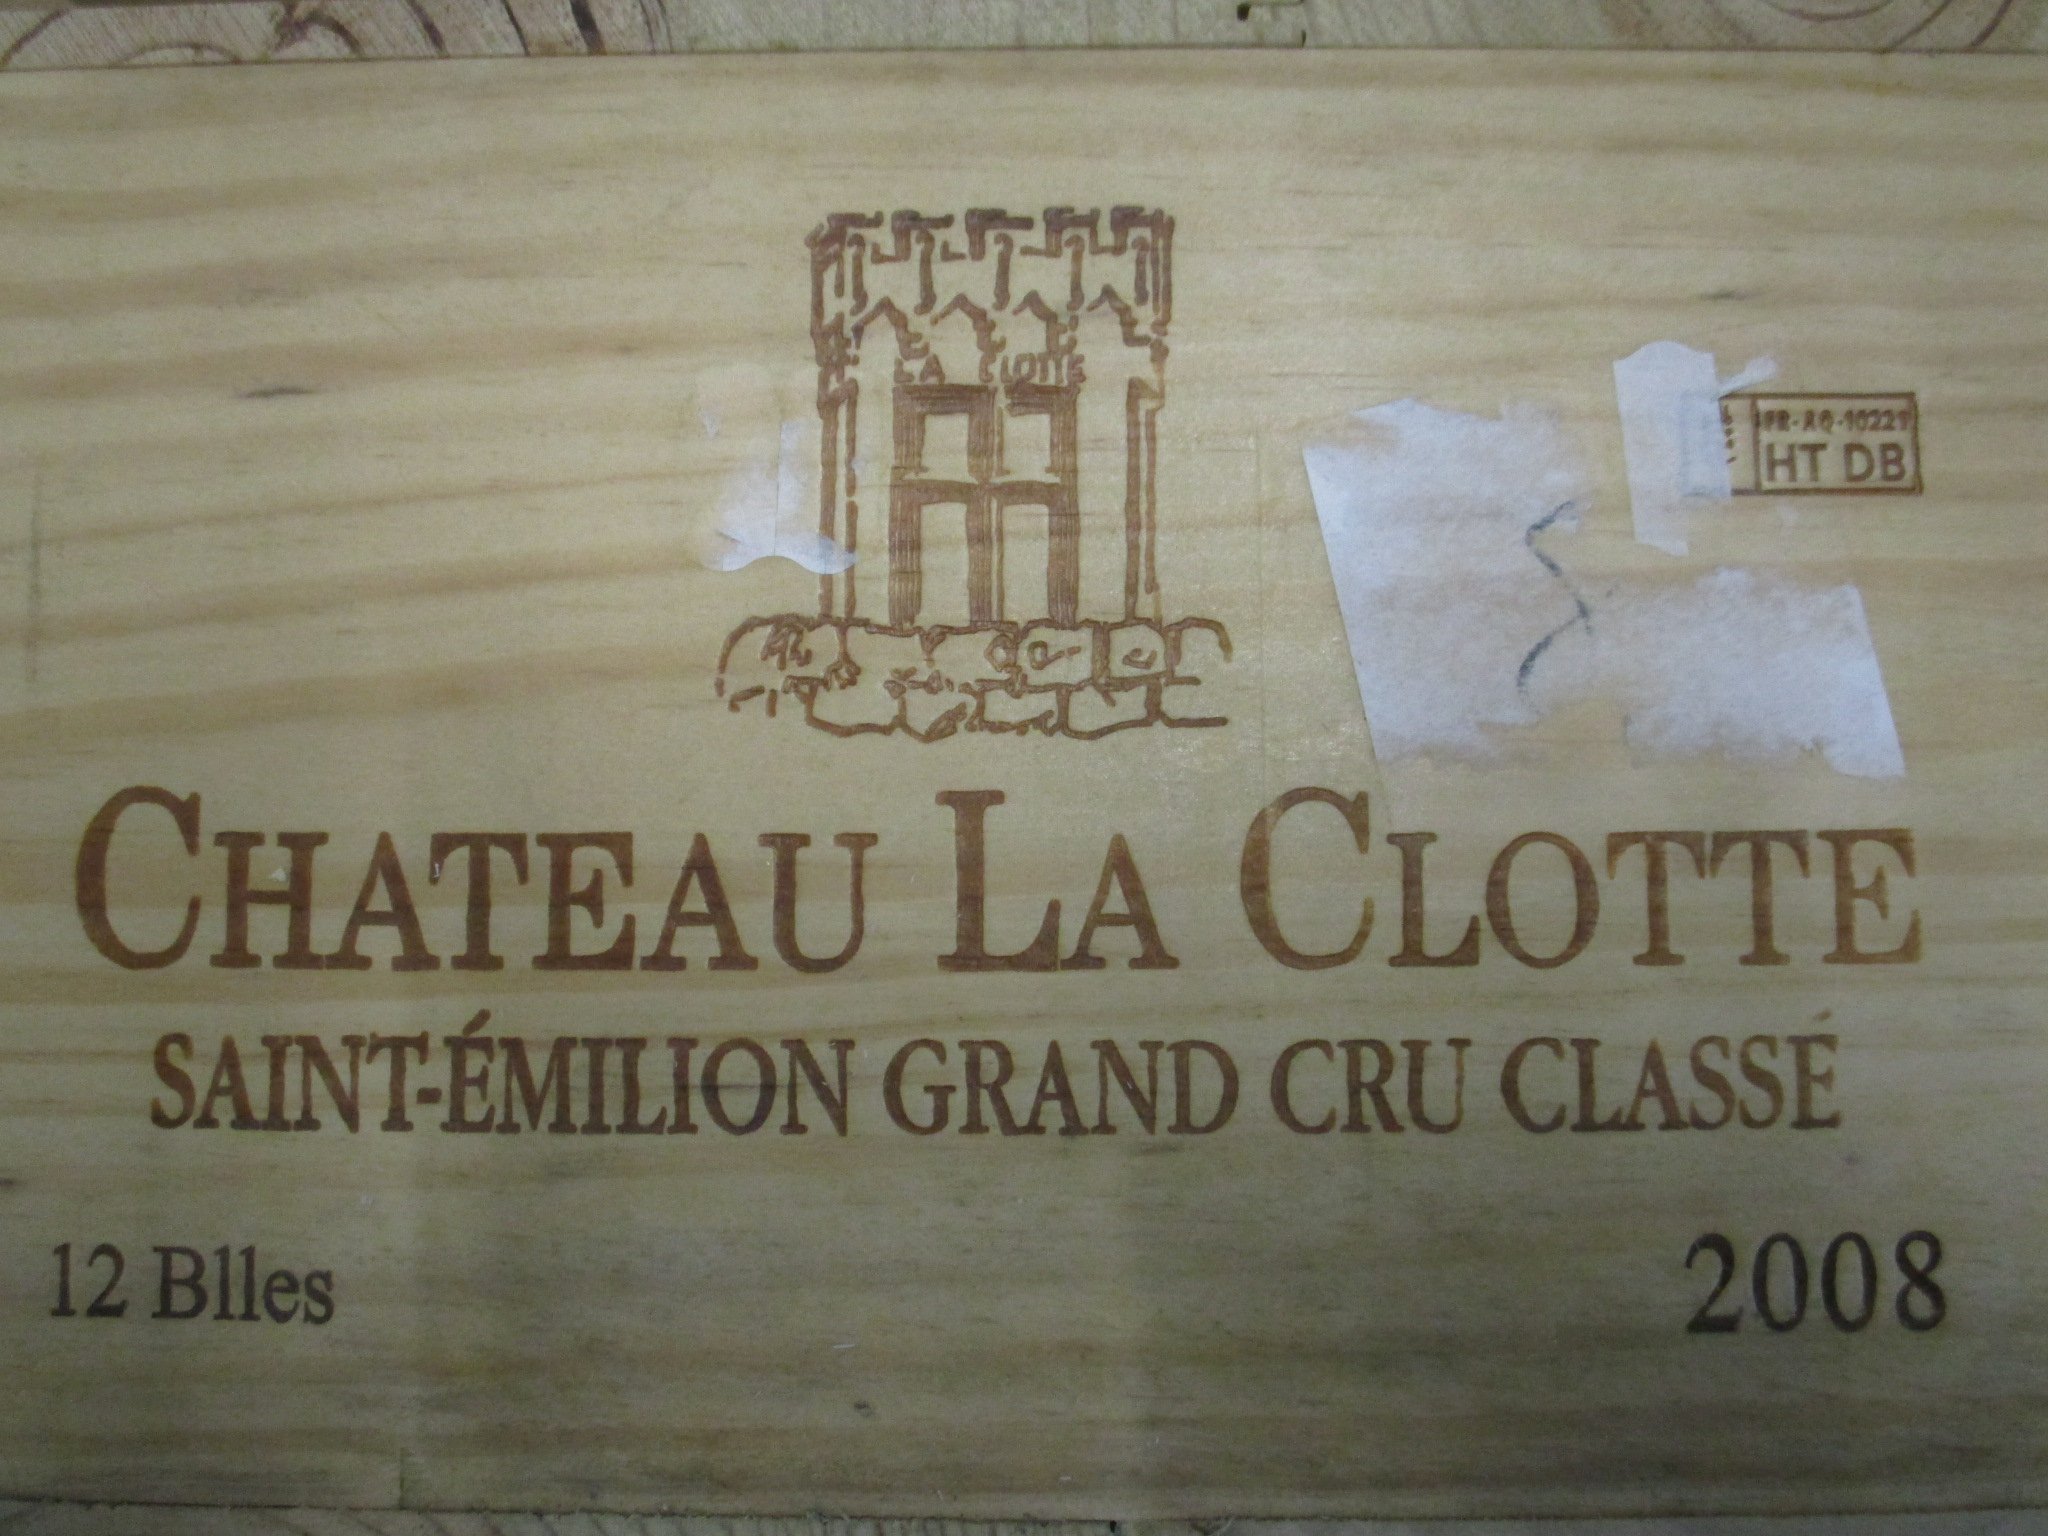 LA CLOTTE
FR-AQ-10221
HT DB
CHATEAU LA CLOTTE
SAINT-ÉMILION GRAND CRU CLASSÉ
12 Blles
2008